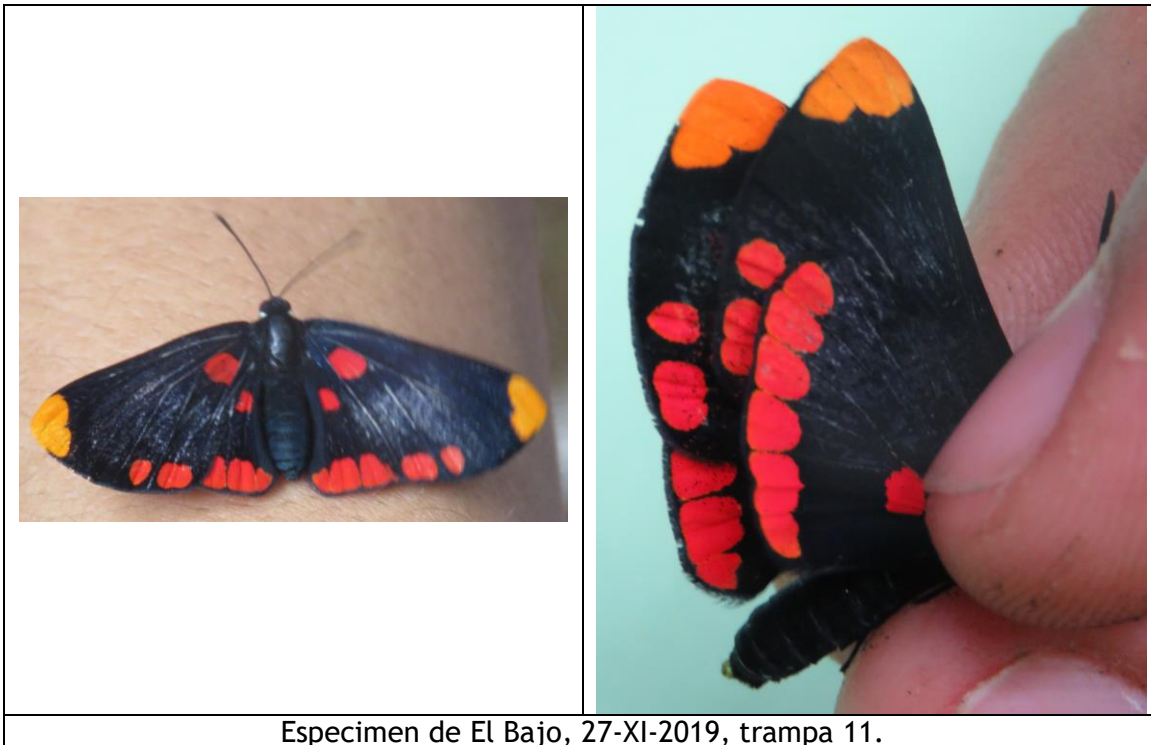 Especimen de El Bajo, 27-XI-2019, trampa 11.